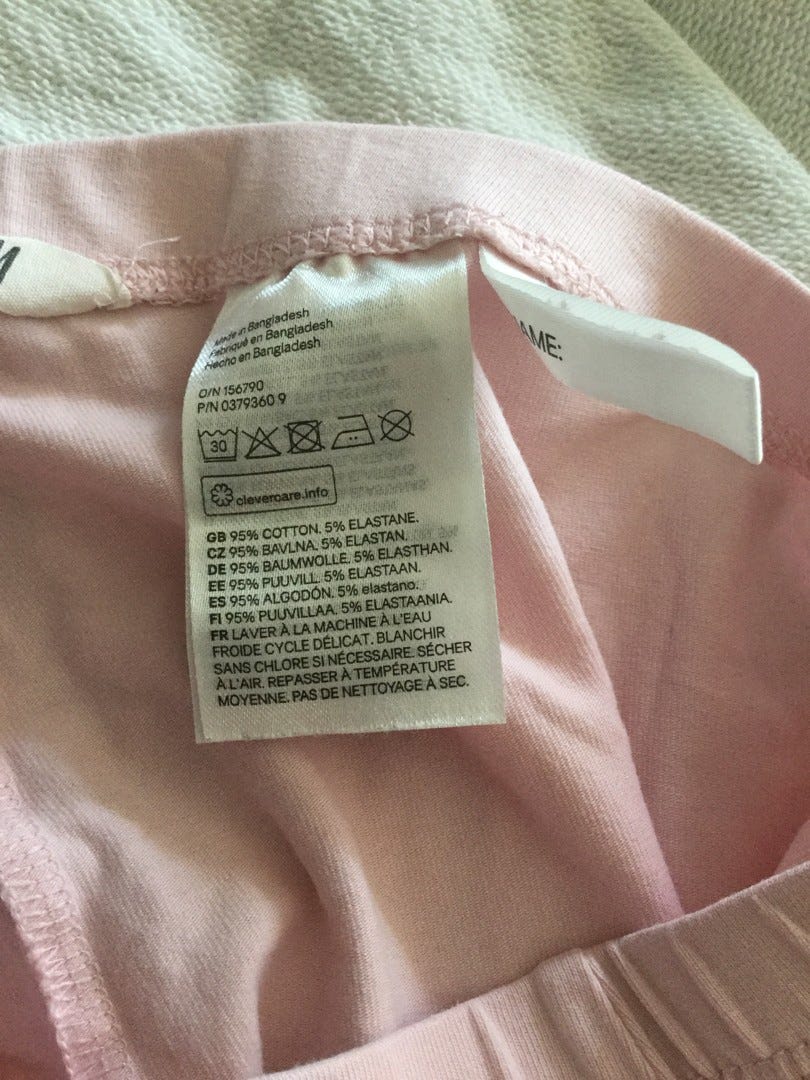 Made in Bangladesh
Fabriqué en Bangladesh
Hecho en Bangladesh
O/N 156790
P/N 0379360 9
30
clevercare.info
GB 95% COTTON. 5% ELASTANE.
CZ 95% BAVLNA. 5% ELASTAN.
DE 95% BAUMWOLLE. 5% ELASTHAN.
EE 95% PUUVILL. 5% ELASTAAN.
ES 95% ALGODÓN. 5% elastano.
FI 95% PUUVILLAA. 5% ELASTAANIA.
FR LAVER À LA MACHINE À L'EAU
FROIDE CYCLE DÉLICAT. BLANCHIR
SANS CHLORE SI NÉCESSAIRE. SÉCHER
À L'AIR. REPASSER À TEMPÉRATURE
MOYENNE. PAS DE NETTOYAGE À SEC.
AME: